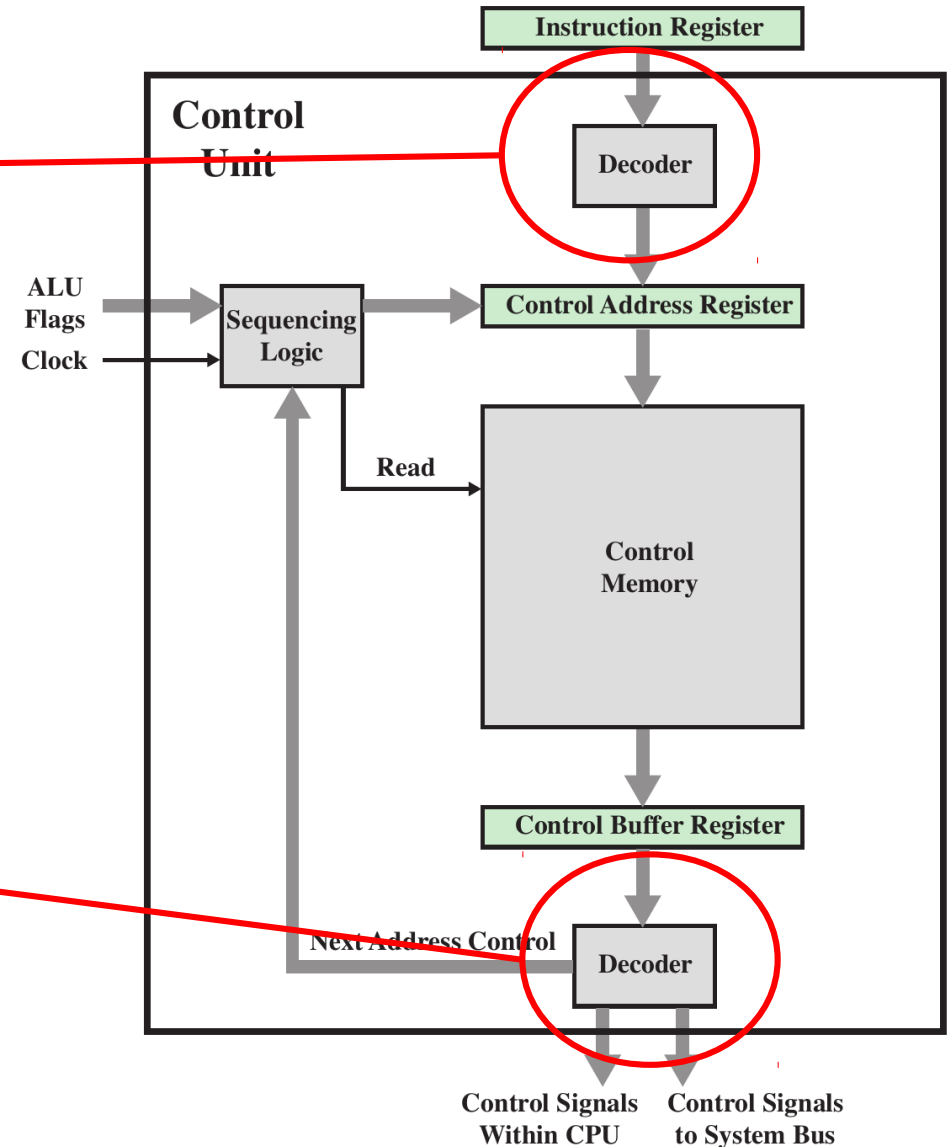 Instruction Register
Control
Unit
Decoder
ALU
Flags
Clock
Sequencing
Logic
Control Address Register
Read
Control
Memory
Control Buffer Register
Next Address Control
Decoder
Control Signals
Within CPU
Control Signals
to System Bus